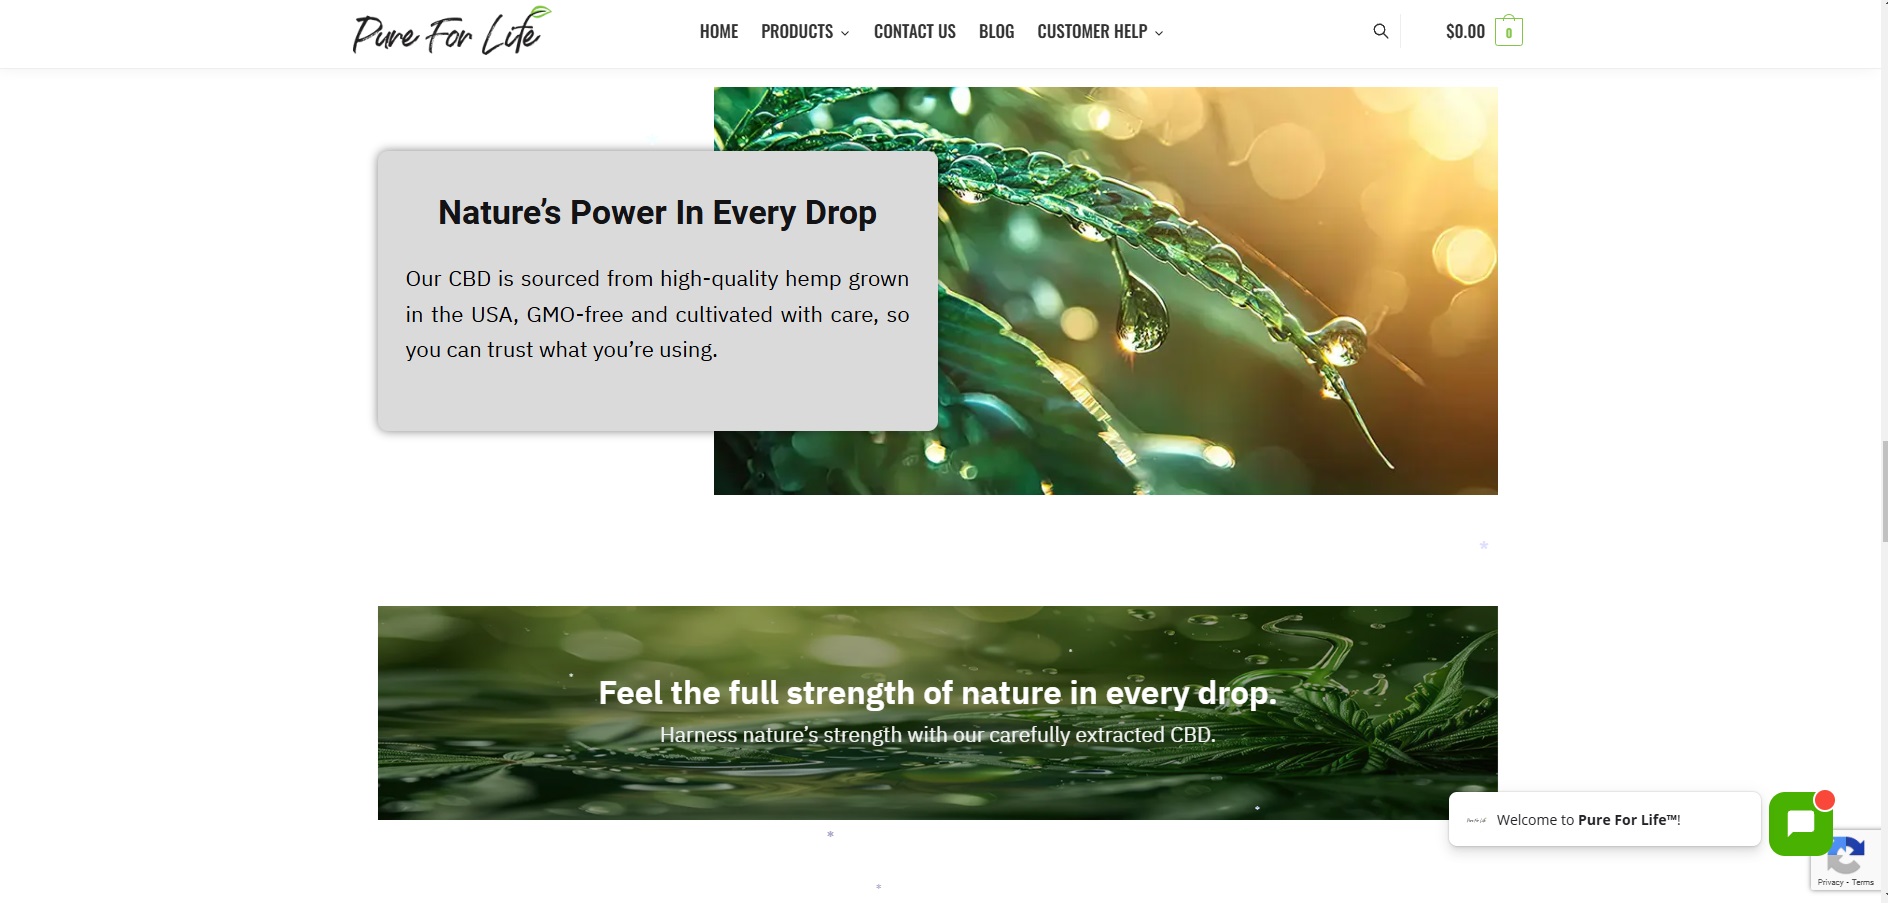 Pure For Life
HOME PRODUCTS CONTACT US BLOG CUSTOMER HELP $0.00 0
Nature’s Power In Every Drop
Our CBD is sourced from high-quality hemp grown
in the USA, GMO-free and cultivated with care, so
you can trust what you’re using.
Feel the full strength of nature in every drop.
Harness nature’s strength with our carefully extracted CBD.
Pure For Life Welcome to Pure For Life™!
Privacy - Terms